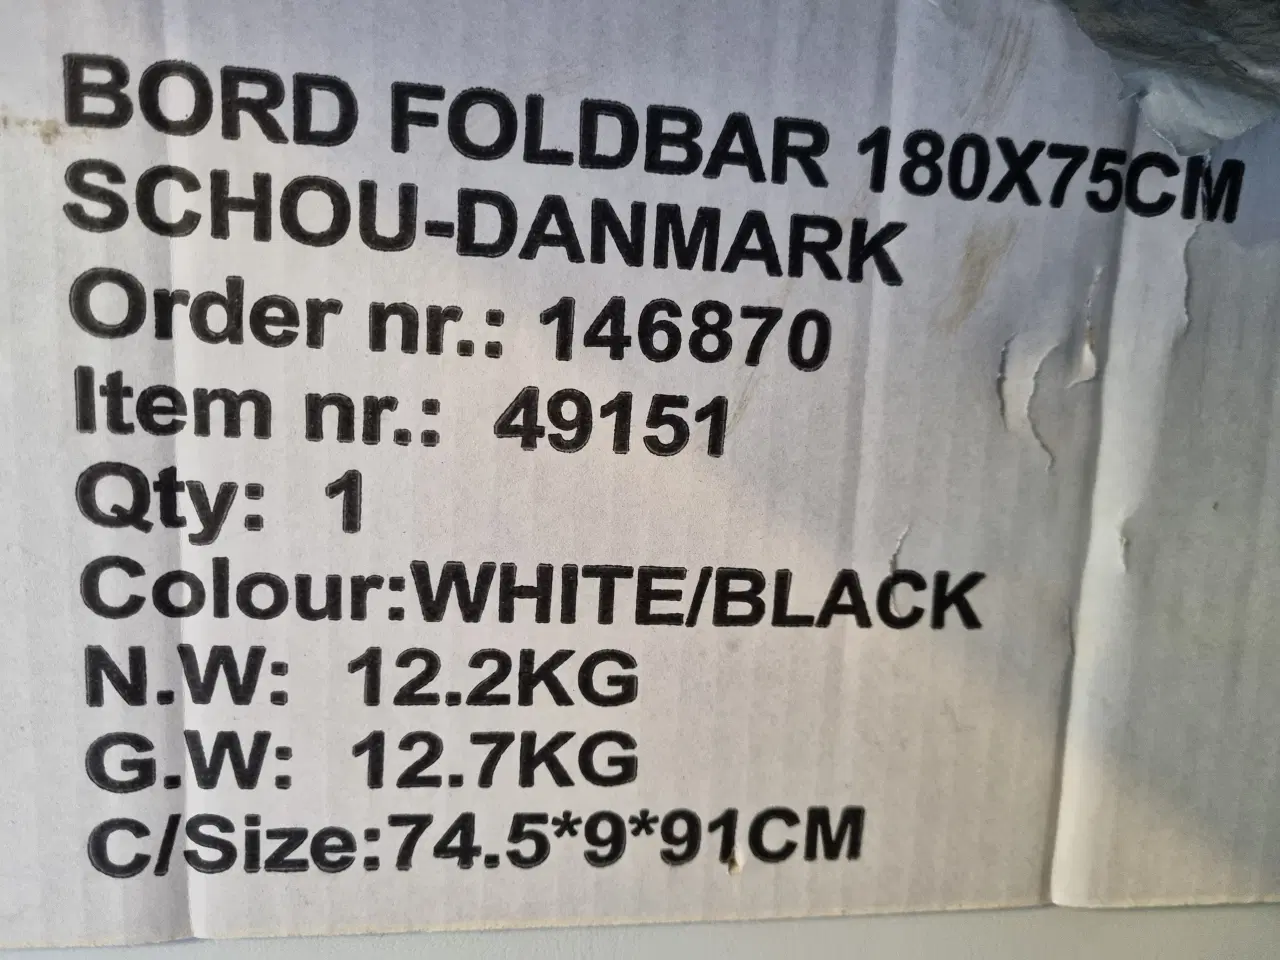 BORD FOLDBAR 180X75CM
SCHOU-DANMARK
Order nr.: 146870
Item nr.: 49151
Qty: 1
Colour:WHITE/BLACK
N.W: 12.2KG
G.W: 12.7KG
C/Size:74.5*9*91CM